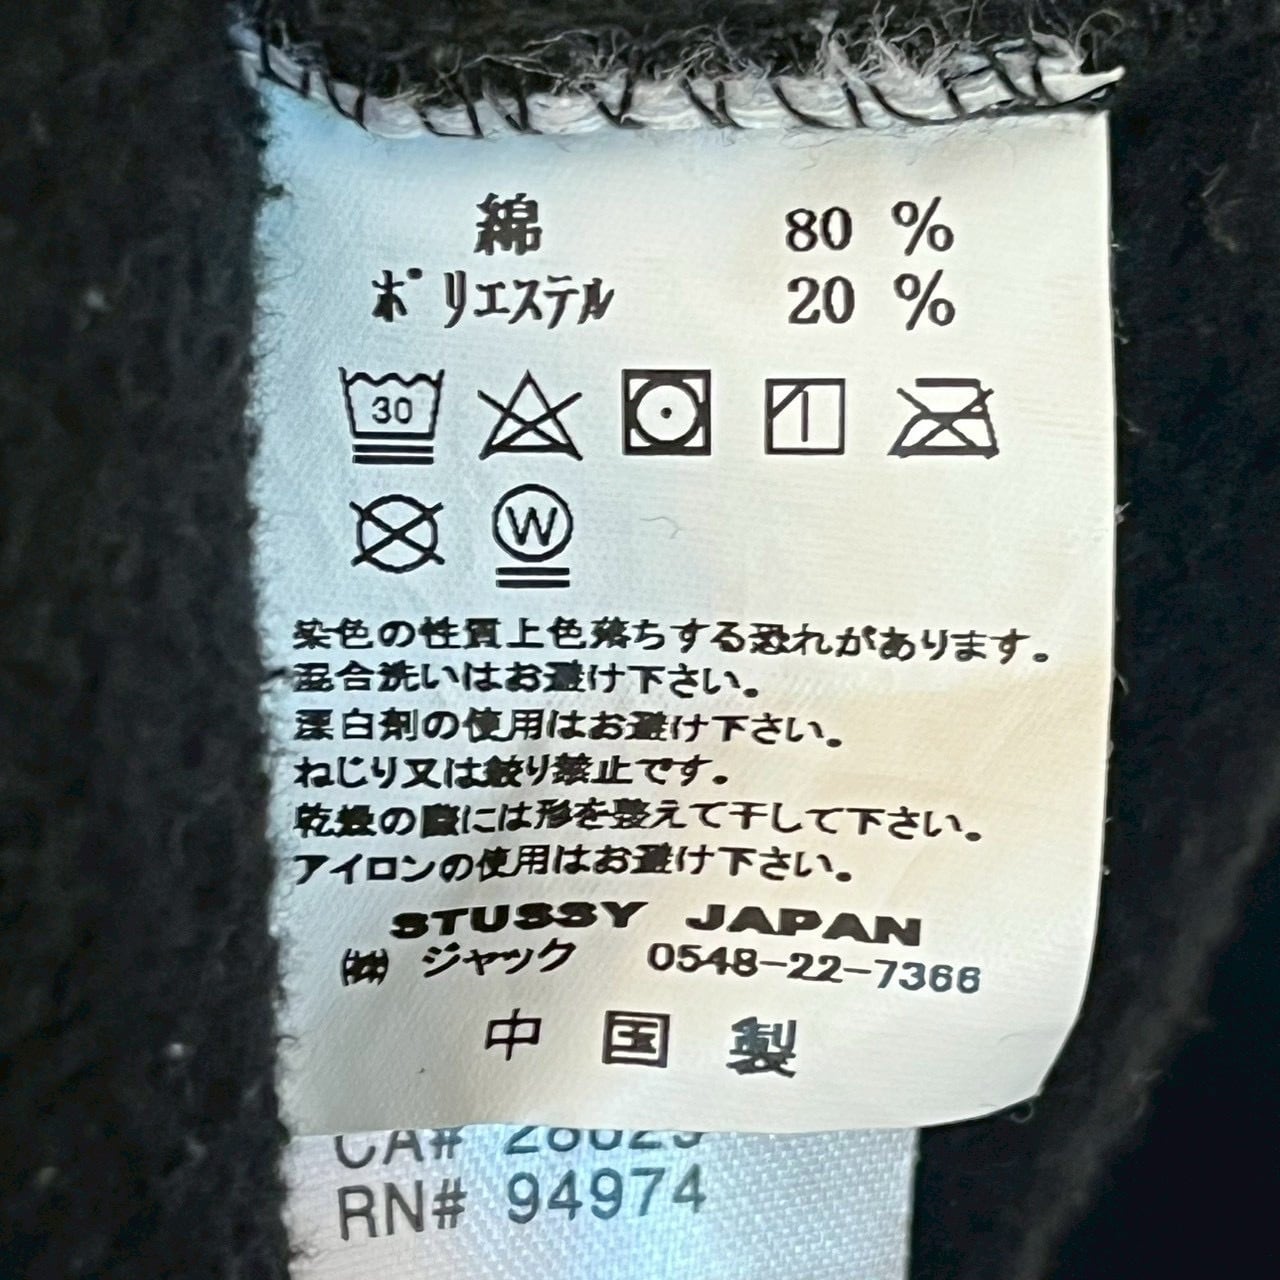 綿 80 %
ポリエステル 20 %
30
W
染色の性質上色落ちする恐れがあります。
混合洗いはお避け下さい。
漂白剤の使用はお避け下さい。
ねじり又は絞り禁止です。
乾燥の際には形を整えて干して下さい。
アイロンの使用はお避け下さい。
STUSSY JAPAN
㈱ ジャック 0548-22-7366
中国製
CA#
RN# 94974